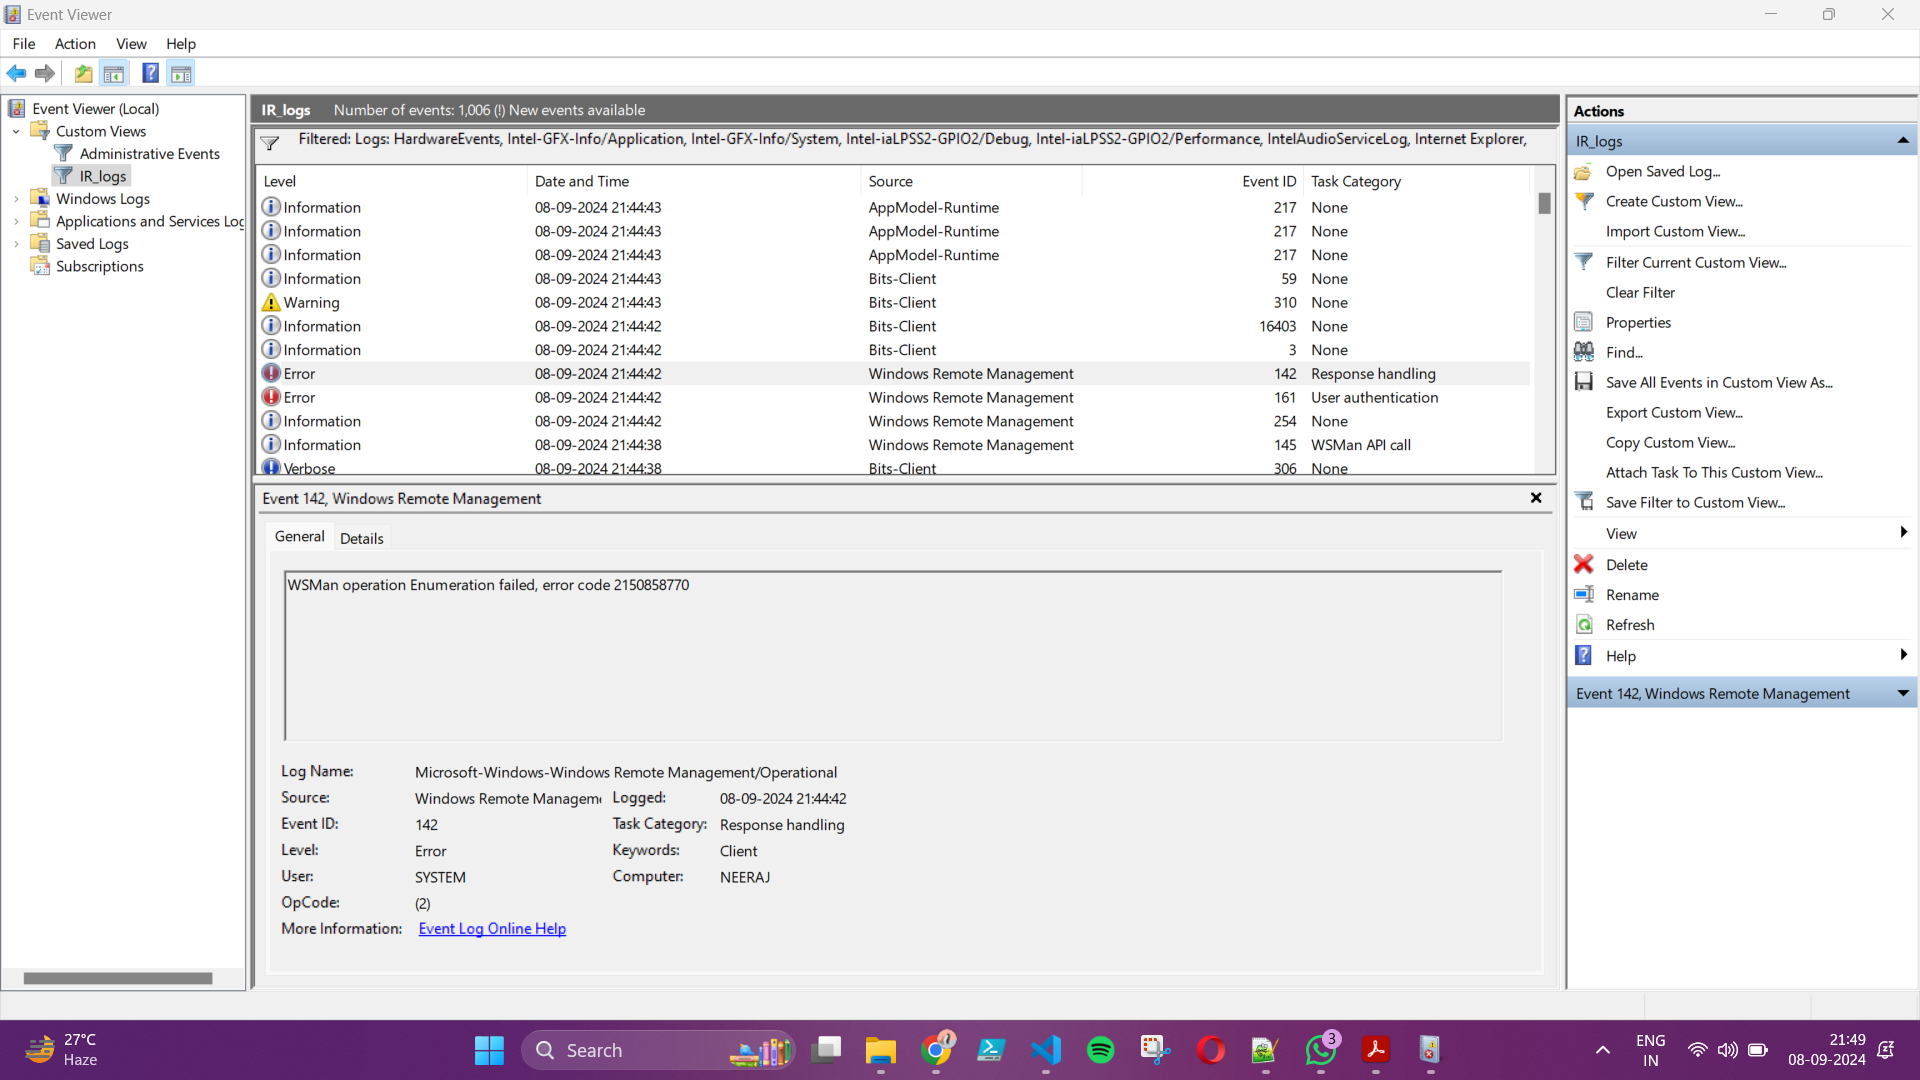 Event Viewer
File Action View Help
Event Viewer (Local)
Custom Views
Administrative Events
IR_logs
Windows Logs
Applications and Services Log
Saved Logs
Subscriptions
IR_logs Number of events: 1,006 (!) New events available
Filtered: Logs: HardwareEvents, Intel-GFX-Info/Application, Intel-GFX-Info/System, Intel-iaLPSS2-GPIO2/Debug, Intel-iaLPSS2-GPIO2/Performance, IntelAudioServiceLog, Internet Explorer,
Level Date and Time Source Event ID Task Category
Information 08-09-2024 21:44:43 AppModel-Runtime 217 None
Information 08-09-2024 21:44:43 AppModel-Runtime 217 None
Information 08-09-2024 21:44:43 AppModel-Runtime 217 None
Information 08-09-2024 21:44:43 Bits-Client 59 None
Warning 08-09-2024 21:44:43 Bits-Client 310 None
Information 08-09-2024 21:44:42 Bits-Client 16403 None
Information 08-09-2024 21:44:42 Bits-Client 3 None
Error 08-09-2024 21:44:42 Windows Remote Management 142 Response handling
Error 08-09-2024 21:44:42 Windows Remote Management 161 User authentication
Information 08-09-2024 21:44:42 Windows Remote Management 254 None
Information 08-09-2024 21:44:38 Windows Remote Management 145 WSMan API call
Verbose 08-09-2024 21:44:38 Bits-Client 306 None
Event 142, Windows Remote Management
General Details
WSMan operation Enumeration failed, error code 2150858770
Log Name: Microsoft-Windows-Windows Remote Management/Operational
Source: Windows Remote Manageme Logged: 08-09-2024 21:44:42
Event ID: 142 Task Category: Response handling
Level: Error Keywords: Client
User: SYSTEM Computer: NEERAJ
OpCode: (2)
More Information: Event Log Online Help
Actions
IR_logs
Open Saved Log...
Create Custom View...
Import Custom View...
Filter Current Custom View...
Clear Filter
Properties
Find...
Save All Events in Custom View As...
Export Custom View...
Copy Custom View...
Attach Task To This Custom View...
Save Filter to Custom View...
View
Delete
Rename
Refresh
Help
Event 142, Windows Remote Management
27°C
Haze
Search
3
ENG
IN
21:49
08-09-2024